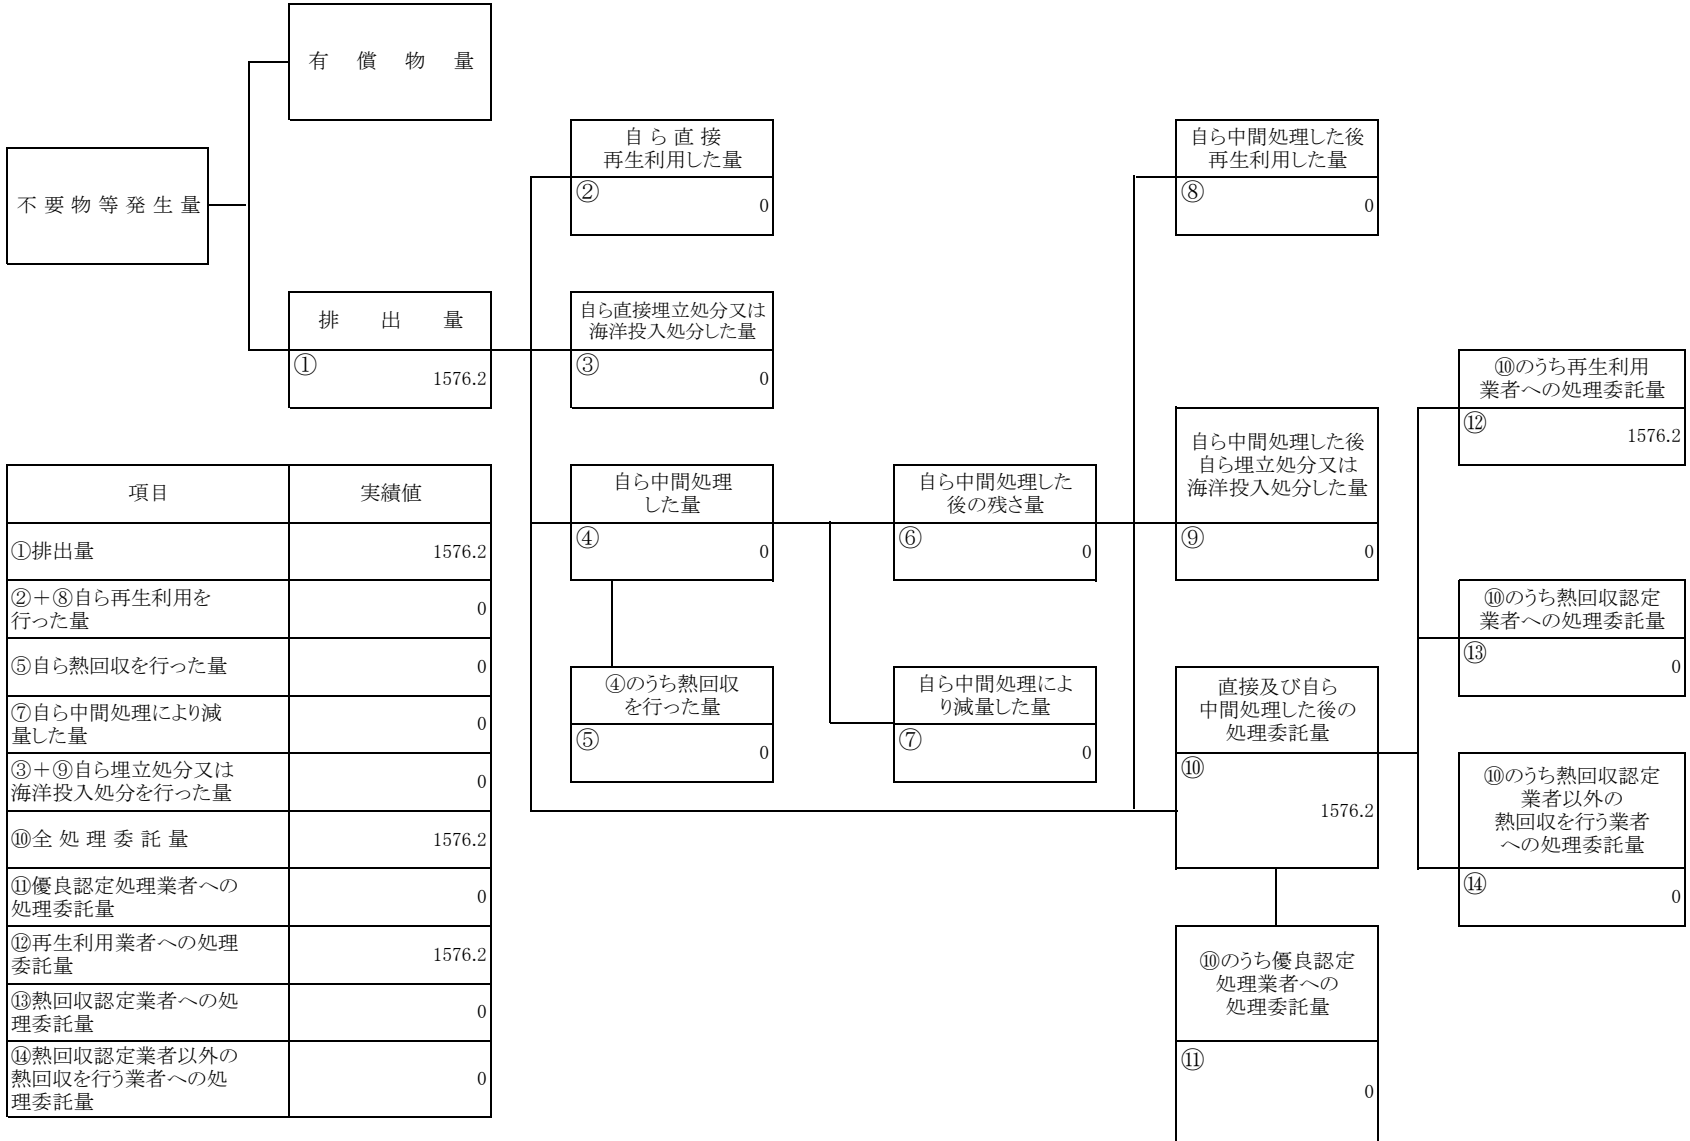 有償物量
不要物等発生量
排出量
①
1576.2
自ら直接
再生利用した量
②
0
自ら直接埋立処分又は
海洋投入処分した量
③
0
自ら中間処理
した量
④
0
④のうち熱回収
を行った量
⑤
0
自ら中間処理した
後の残さ量
⑥
0
自ら中間処理によ
り減量した量
⑦
0
自ら中間処理した後
再生利用した量
⑧
0
自ら中間処理した後
自ら埋立処分又は
海洋投入処分した量
⑨
0
直接及び自ら
中間処理した後の
処理委託量
⑩
1576.2
⑩のうち優良認定
処理業者への
処理委託量
⑪
0
⑩のうち再生利用
業者への処理委託量
⑫
1576.2
⑩のうち熱回収認定
業者への処理委託量
⑬
0
⑩のうち熱回収認定
業者以外の
熱回収を行う業者
への処理委託量
⑭
0
項目 実績値
①排出量 1576.2
②＋⑧自ら再生利用を
行った量 0
⑤自ら熱回収を行った量 0
⑦自ら中間処理により減
量した量 0
③＋⑨自ら埋立処分又は
海洋投入処分を行った量 0
⑩全処理委託量 1576.2
⑪優良認定処理業者への
処理委託量 0
⑫再生利用業者への処理
委託量 1576.2
⑬熱回収認定業者への処
理委託量 0
⑭熱回収認定業者以外の
熱回収を行う業者への処
理委託量 0